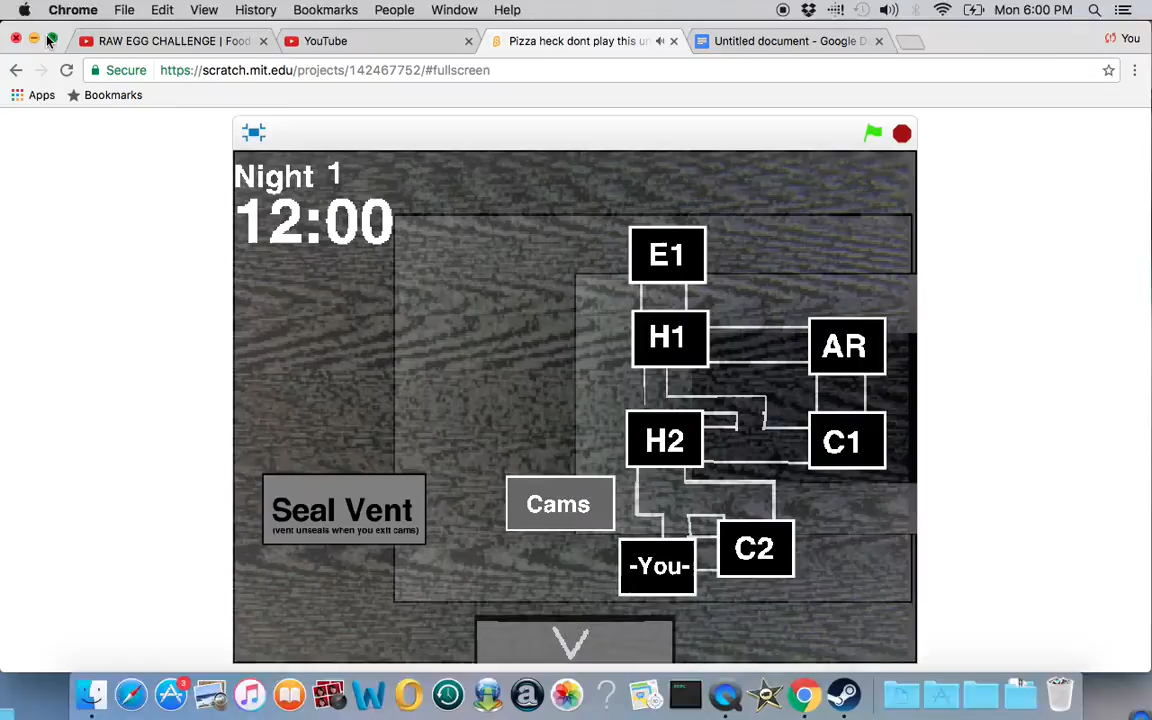 Chrome File Edit View History Bookmarks People Window Help Mon 6:00 PM
RAW EGG CHALLENGE | Food YouTube Pizza heck dont play this un Untitled document - Google D You
Secure https://scratch.mit.edu/projects/142467752/#fullscreen
Apps Bookmarks
Night 1
12:00
E1
H1
AR
H2
C1
Seal Vent
(vent unseals when you exit cams)
Cams
C2
-You-
3